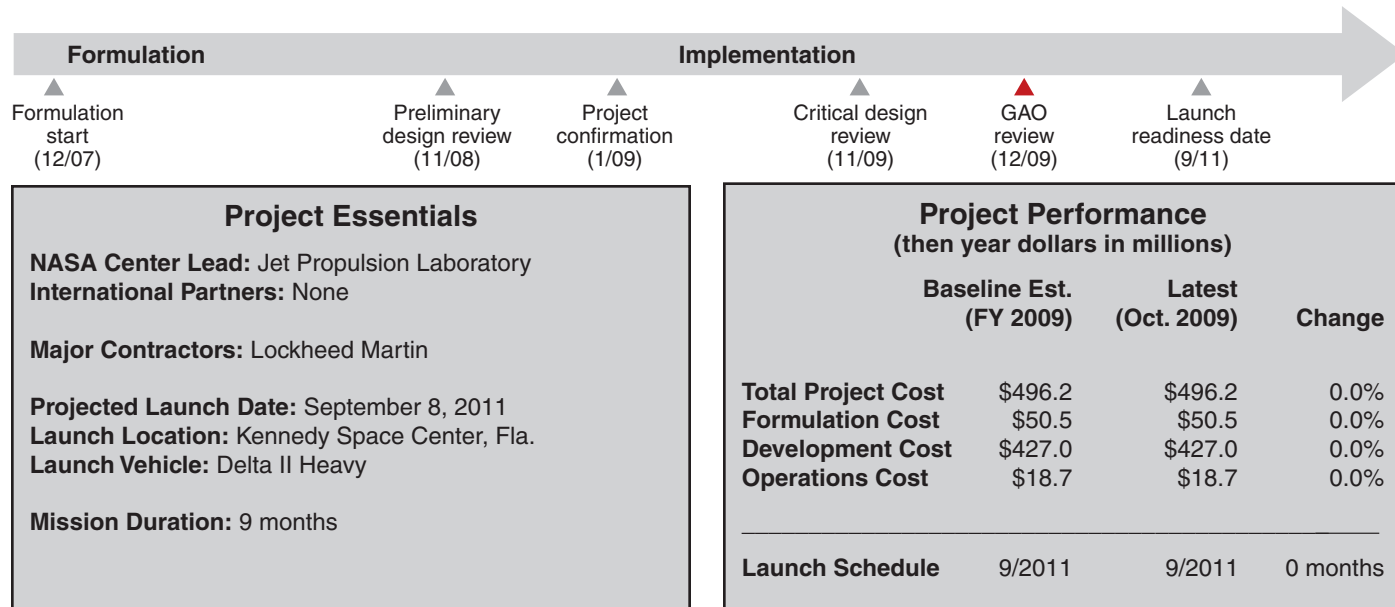 Formulation Implementation
Formulation start (12/07)
Preliminary design review (11/08)
Project confirmation (1/09)
Critical design review (11/09)
GAO review (12/09)
Launch readiness date (9/11)
Project Essentials
NASA Center Lead: Jet Propulsion Laboratory
International Partners: None
Major Contractors: Lockheed Martin
Projected Launch Date: September 8, 2011
Launch Location: Kennedy Space Center, Fla.
Launch Vehicle: Delta II Heavy
Mission Duration: 9 months
Project Performance
(then year dollars in millions)
Baseline Est. Latest
(FY 2009) (Oct. 2009) Change
Total Project Cost $496.2 $496.2 0.0%
Formulation Cost $50.5 $50.5 0.0%
Development Cost $427.0 $427.0 0.0%
Operations Cost $18.7 $18.7 0.0%
Launch Schedule 9/2011 9/2011 0 months